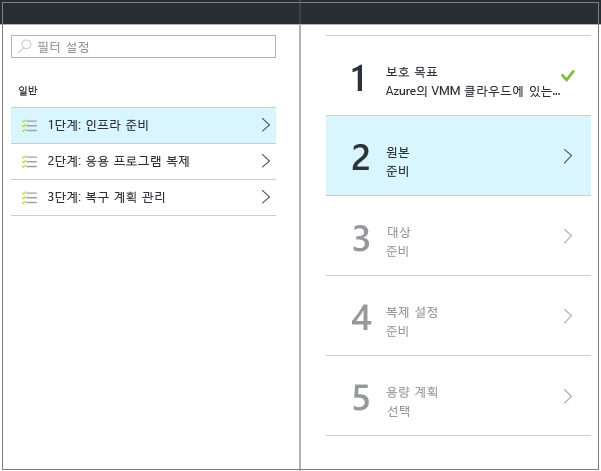 필터 설정
일반
1단계: 인프라 준비
2단계: 응용 프로그램 복제
3단계: 복구 계획 관리
1
보호 목표
Azure의 VMM 클라우드에 있는...
2
원본
준비
3
대상
준비
4
복제 설정
준비
5
용량 계획
선택